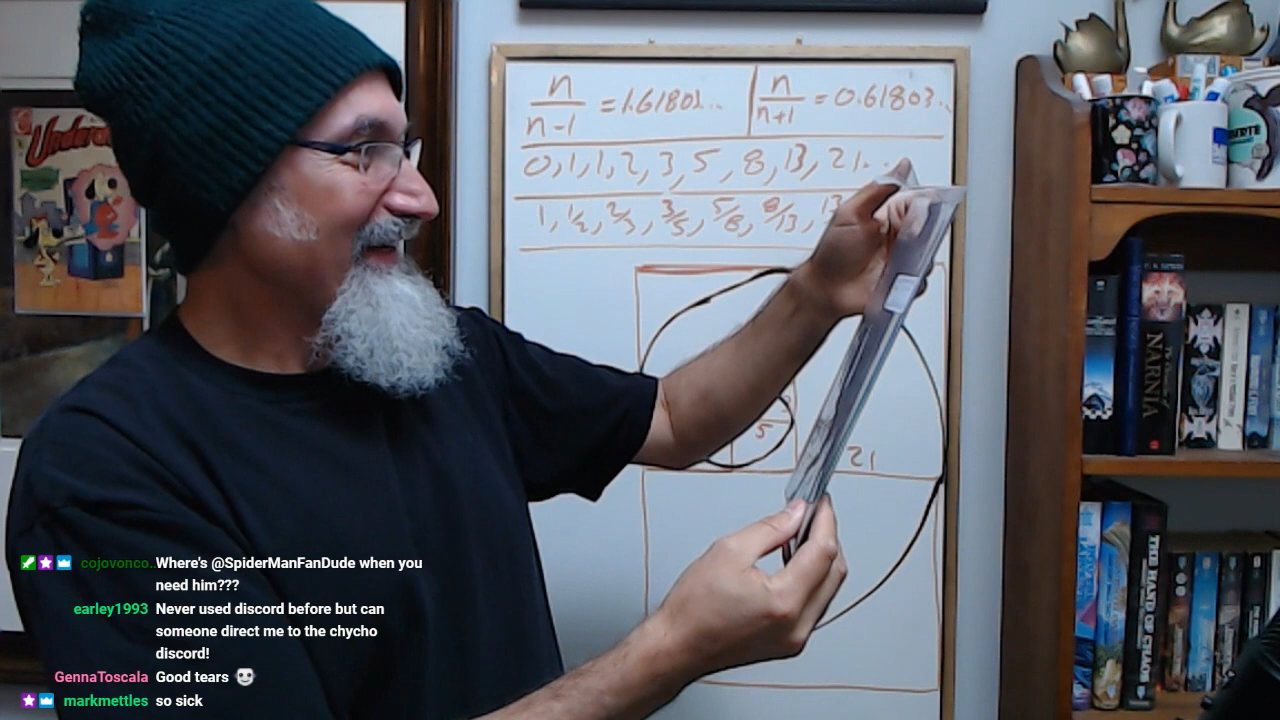 n/n-1 = 1.61803... | n/n+1 = 0.61803...
0,1,1,2,3,5,8,13,21...
1, 1/2, 2/3, 3/5, 5/8, 8/13, 13
5
21
Underdog
NARNIA
THE HAND OF CHAOS
cojovonco... Where's @SpiderManFanDude when you
need him???
earley1993 Never used discord before but can
someone direct me to the chycho
discord!
GennaToscala Good tears
markmettles so sick